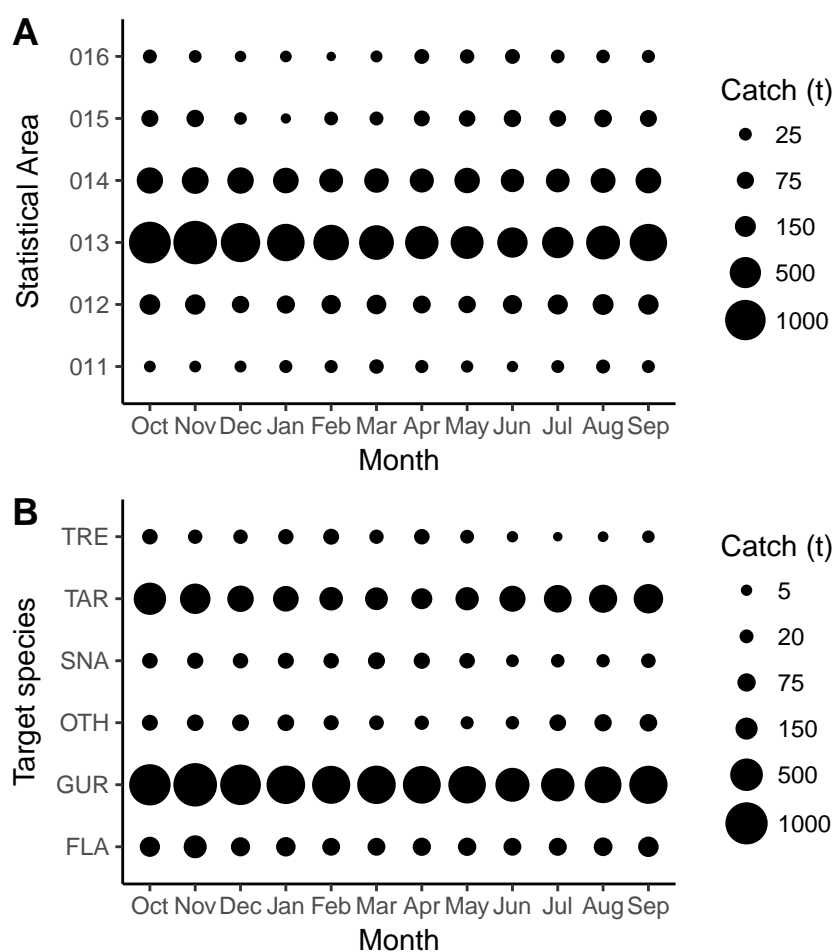 A
Statistical Area
016
015
014
013
012
011
Oct Nov Dec Jan Feb Mar Apr May Jun Jul Aug Sep
Month
Catch (t)
25
75
150
500
1000
B
Target species
TRE
TAR
SNA
OTH
GUR
FLA
Oct Nov Dec Jan Feb Mar Apr May Jun Jul Aug Sep
Month
Catch (t)
5
20
75
150
500
1000